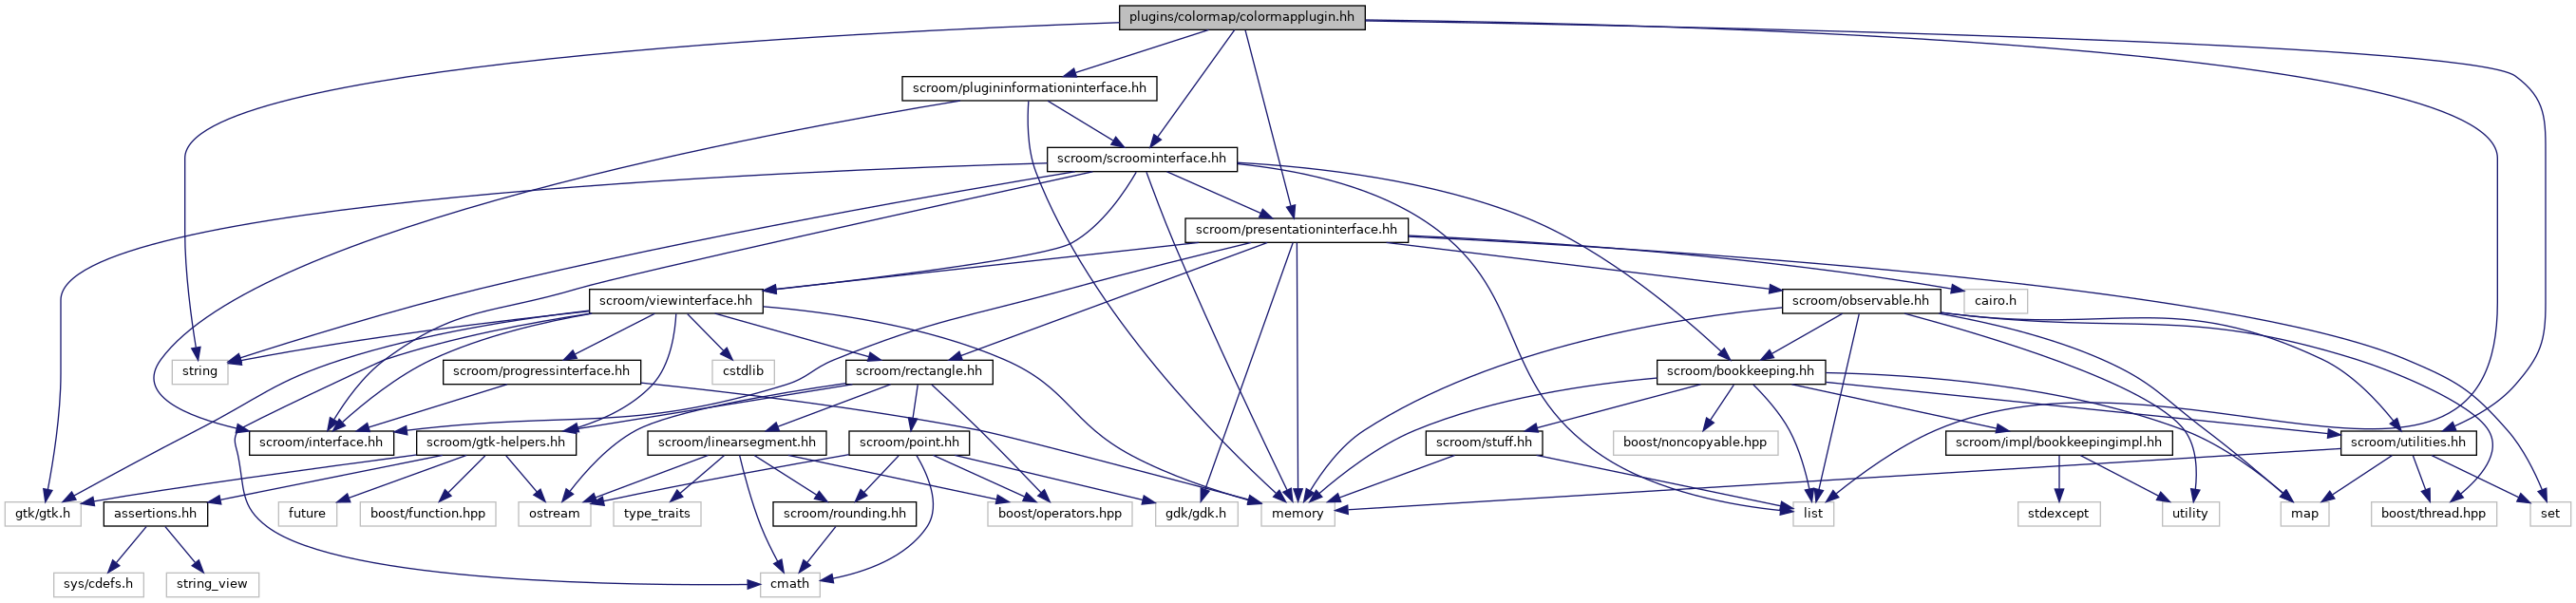 plugins/colormap/colormapplugin.hh
scroom/plugininformationinterface.hh
scroom/scroominterface.hh
scroom/presentationinterface.hh
scroom/viewinterface.hh
scroom/observable.hh
cairo.h
string
scroom/progressinterface.hh
cstdlib
scroom/rectangle.hh
scroom/bookkeeping.hh
scroom/interface.hh
scroom/gtk-helpers.hh
scroom/linearsegment.hh
scroom/point.hh
scroom/stuff.hh
boost/noncopyable.hpp
scroom/impl/bookkeepingimpl.hh
scroom/utilities.hh
gtk/gtk.h
assertions.hh
future
boost/function.hpp
ostream
type_traits
scroom/rounding.hh
boost/operators.hpp
gdk/gdk.h
memory
list
stdexcept
utility
map
boost/thread.hpp
set
sys/cdefs.h
string_view
cmath